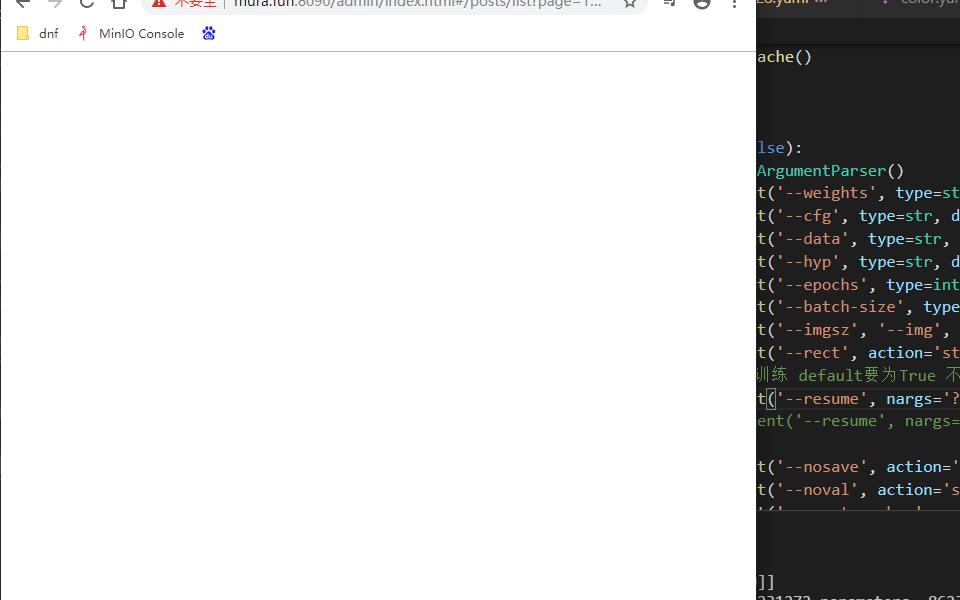 不安全 | mura.fun:8090/admin/index.html#/posts/list?page=1...
dnf MinIO Console
ache()
lse):
ArgumentParser()
t('--weights', type=st
t('--cfg', type=str, d
t('--data', type=str,
t('--hyp', type=str, d
t('--epochs', type=int
t('--batch-size', type
t('--imgsz', '--img',
t('--rect', action='st
训练 default要为True 不
t('--resume', nargs='?
ent('--resume', nargs=
t('--nosave', action='
t('--noval', action='s
]]